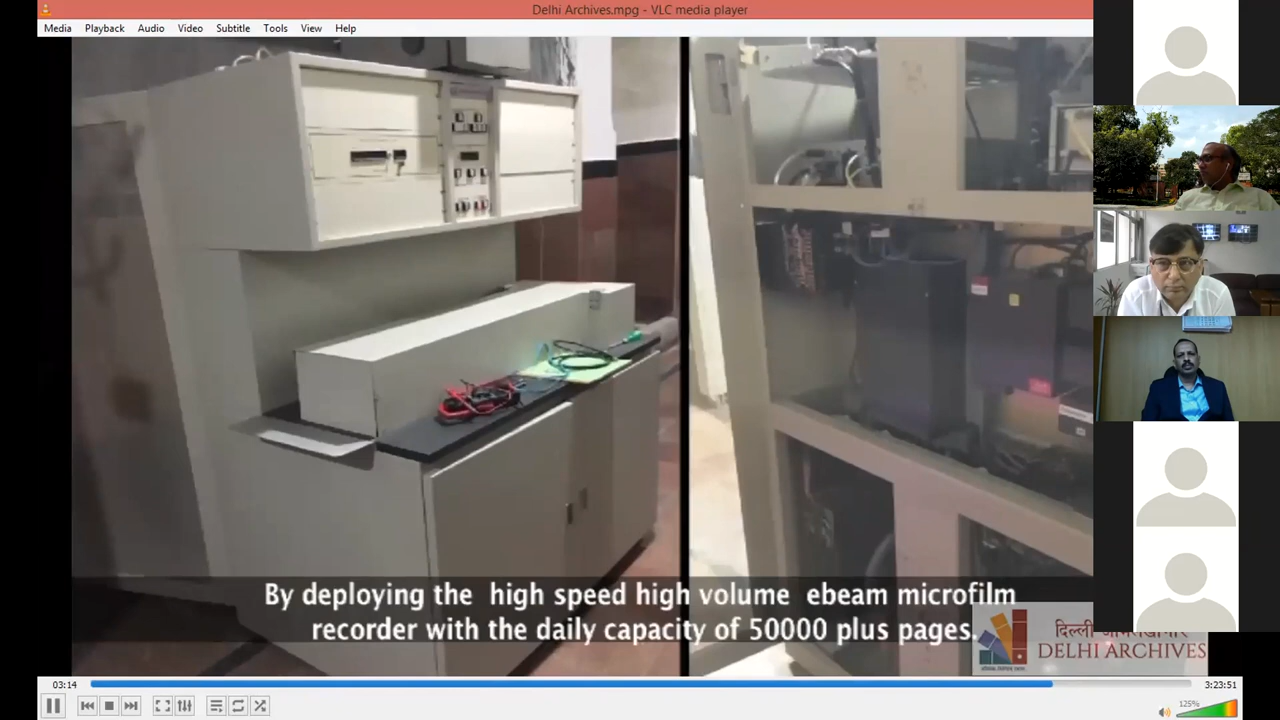 Delhi Archives.mpg - VLC media player
Media Playback Audio Video Subtitle Tools View Help
By deploying the high speed high volume ebeam microfilm
recorder with the daily capacity of 50000 plus pages.
दिल्ली
DELHI ARCHIVES
03:14
3:23:51
125%